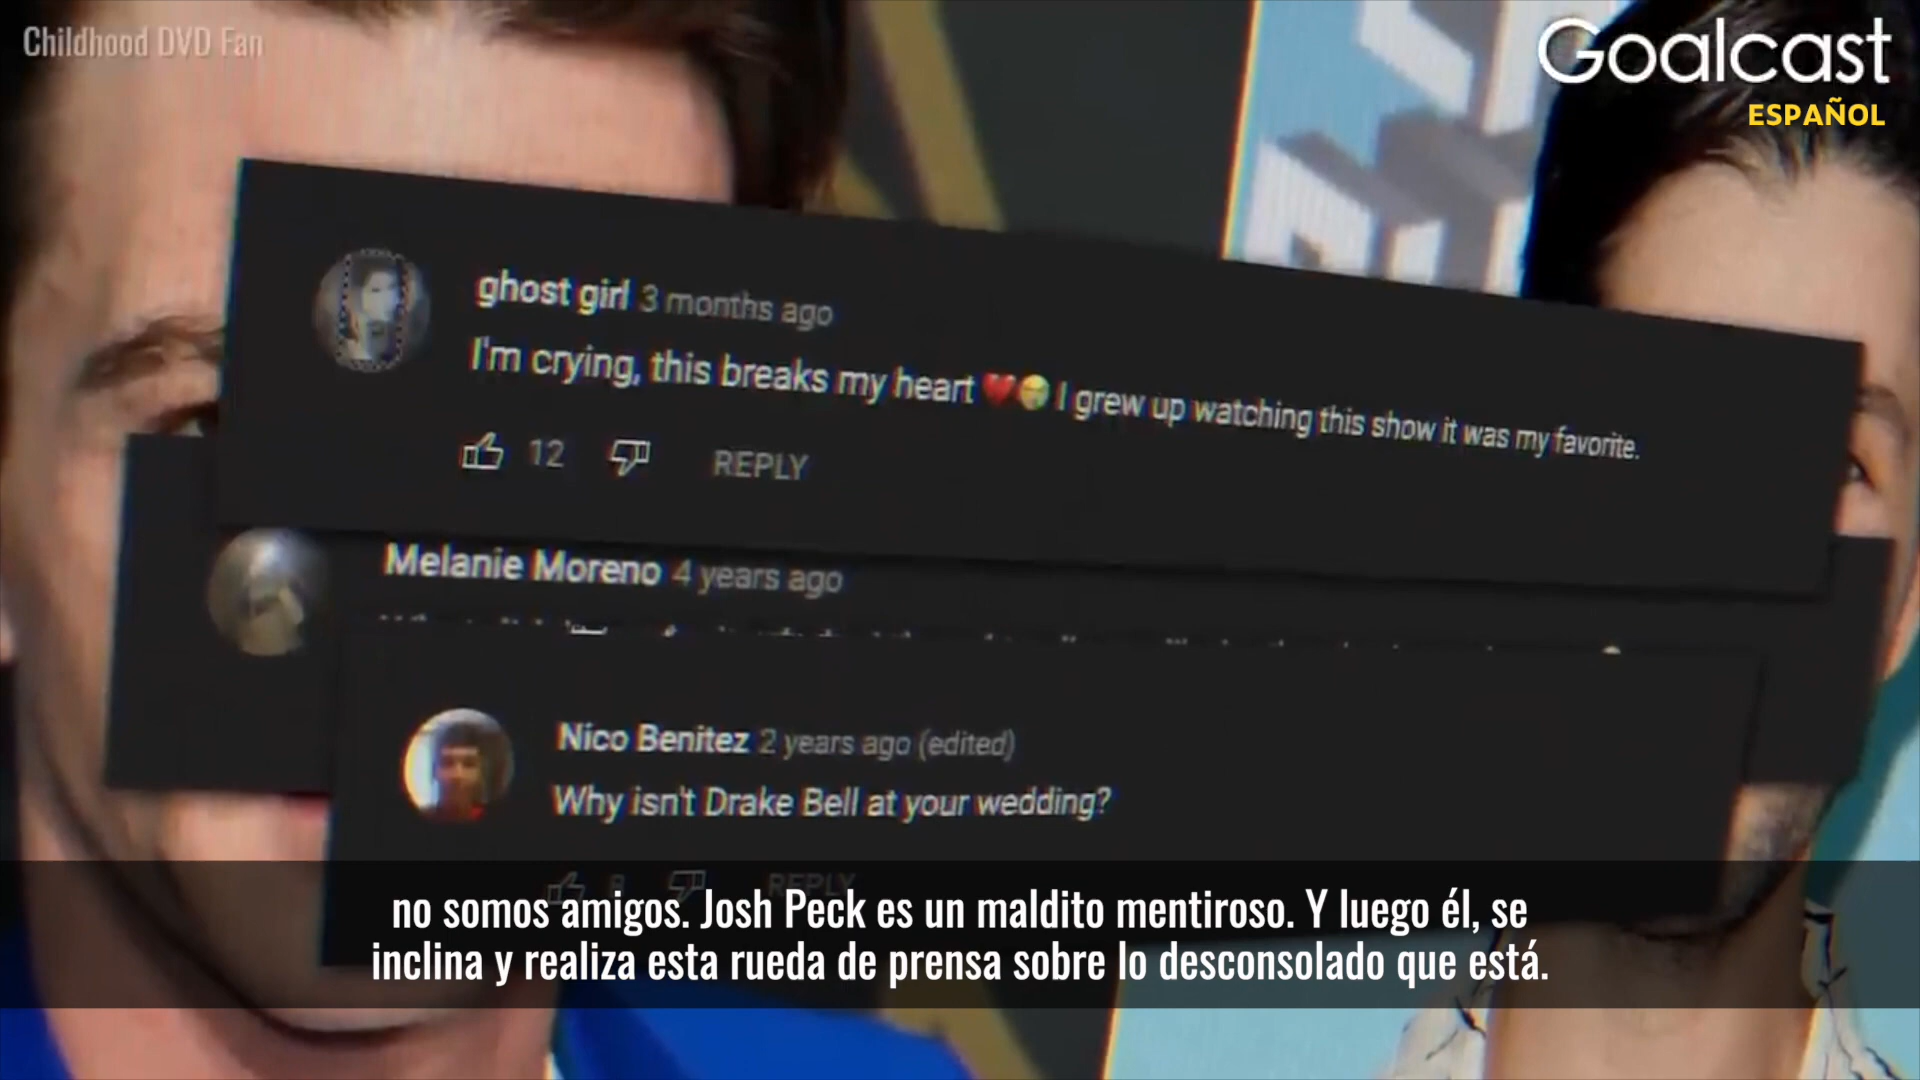 Childhood DVD Fan
Goalcast
ESPAÑOL
ghost girl 3 months ago
I'm crying, this breaks my heart I grew up watching this show it was my favorite.
12 REPLY
Melanie Moreno 4 years ago
Nico Benitez 2 years ago (edited)
Why isn't Drake Bell at your wedding?
8 REPLY
no somos amigos. Josh Peck es un maldito mentiroso. Y luego él, se
inclina y realiza esta rueda de prensa sobre lo desconsolado que está.